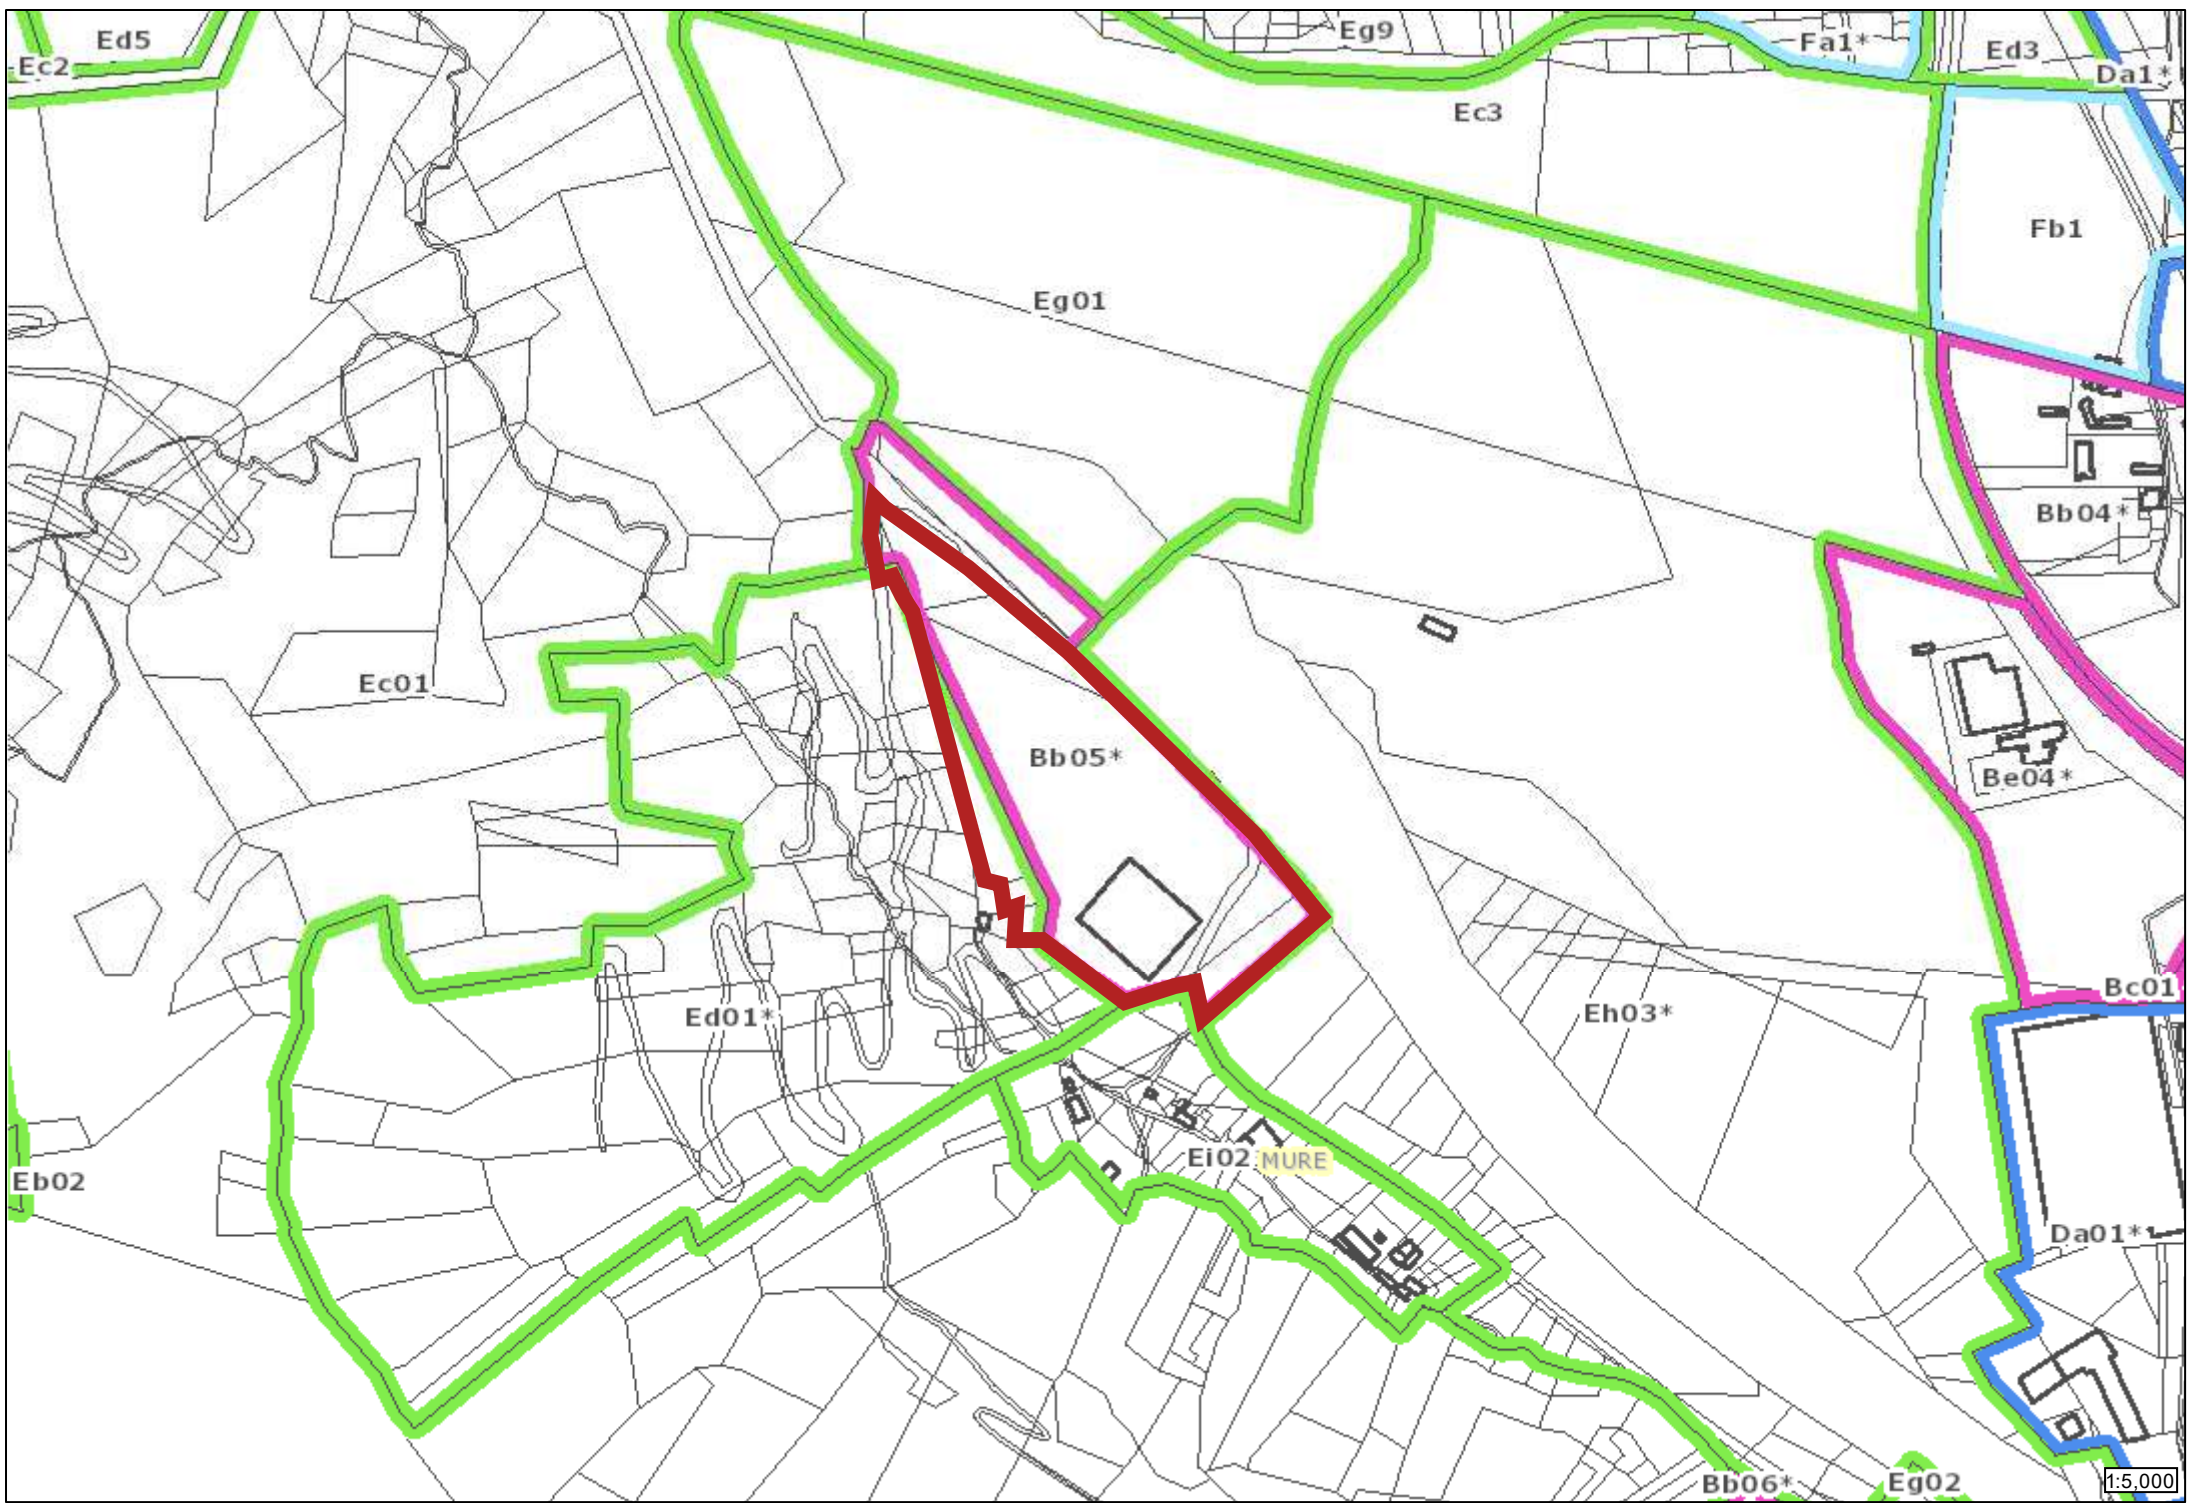 Ed5
Eg9
Fa1*
Ed3
Ec2
Da1*
Ec3
Fb1
Eg01
Bb04*
Ec01
Bb05*
Be04*
Bc01
Ed01*
Eh03*
Ei02 MURE
Eb02
Da01*
Bb06*
Eg02
1:5,000